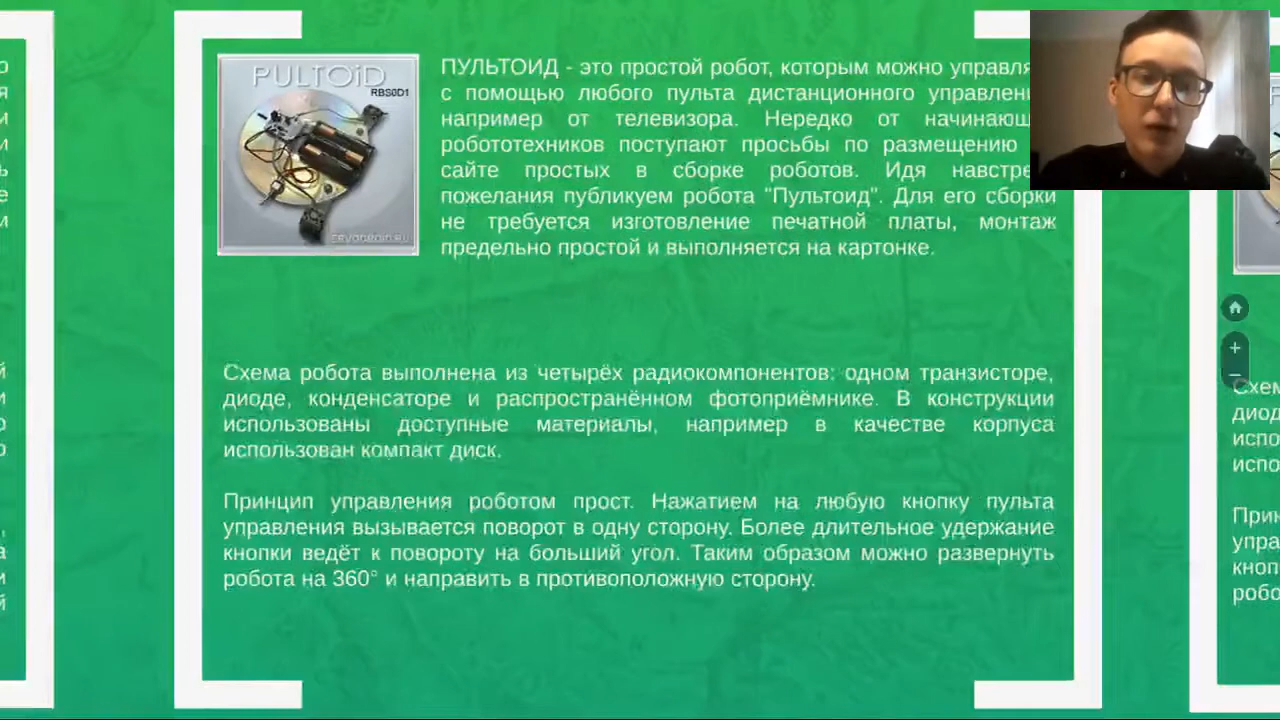 PULTOiD
RBS0D1
servodroid.ru
ПУЛЬТОИД - это простой робот, которым можно
с помощью любого пульта дистанционного
например от телевизора. Нередко от
робототехников поступают просьбы по размещению
сайте простых в сборке роботов. Идя
пожелания публикуем робота "Пультоид". Для его сборки
не требуется изготовление печатной платы, монтаж
предельно простой и выполняется на картонке.
Схема робота выполнена из четырёх радиокомпонентов: одном транзисторе,
диоде, конденсаторе и распространённом фотоприёмнике. В конструкции
использованы доступные материалы, например в качестве корпуса
использован компакт диск.
Принцип управления роботом прост. Нажатием на любую кнопку пульта
управления вызывается поворот в одну сторону. Более длительное удержание
кнопки ведёт к повороту на больший угол. Таким образом можно развернуть
робота на 360° и направить в противоположную сторону.